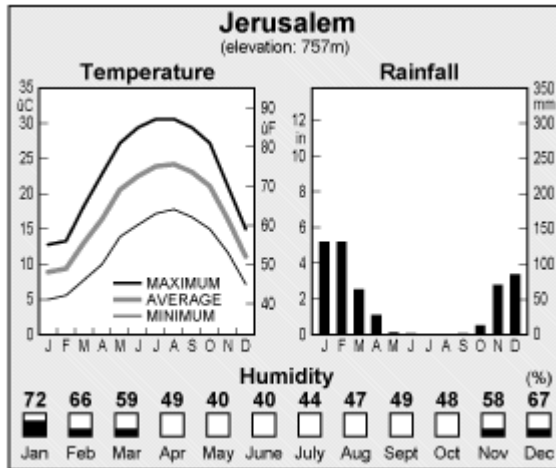 Jerusalem
(elevation: 757m)
Temperature
35
ûC
30
25
20
15
10
5
0
90
ûF
80
70
60
50
40
MAXIMUM
AVERAGE
MINIMUM
J F M A M J J A S O N D
Rainfall
12
in
10
8
6
4
2
0
350
mm
300
250
200
150
100
50
0
J F M A M J J A S O N D
Humidity (%)
72 66 59 49 40 40 44 47 49 48 58 67
Jan Feb Mar Apr May June July Aug Sept Oct Nov Dec